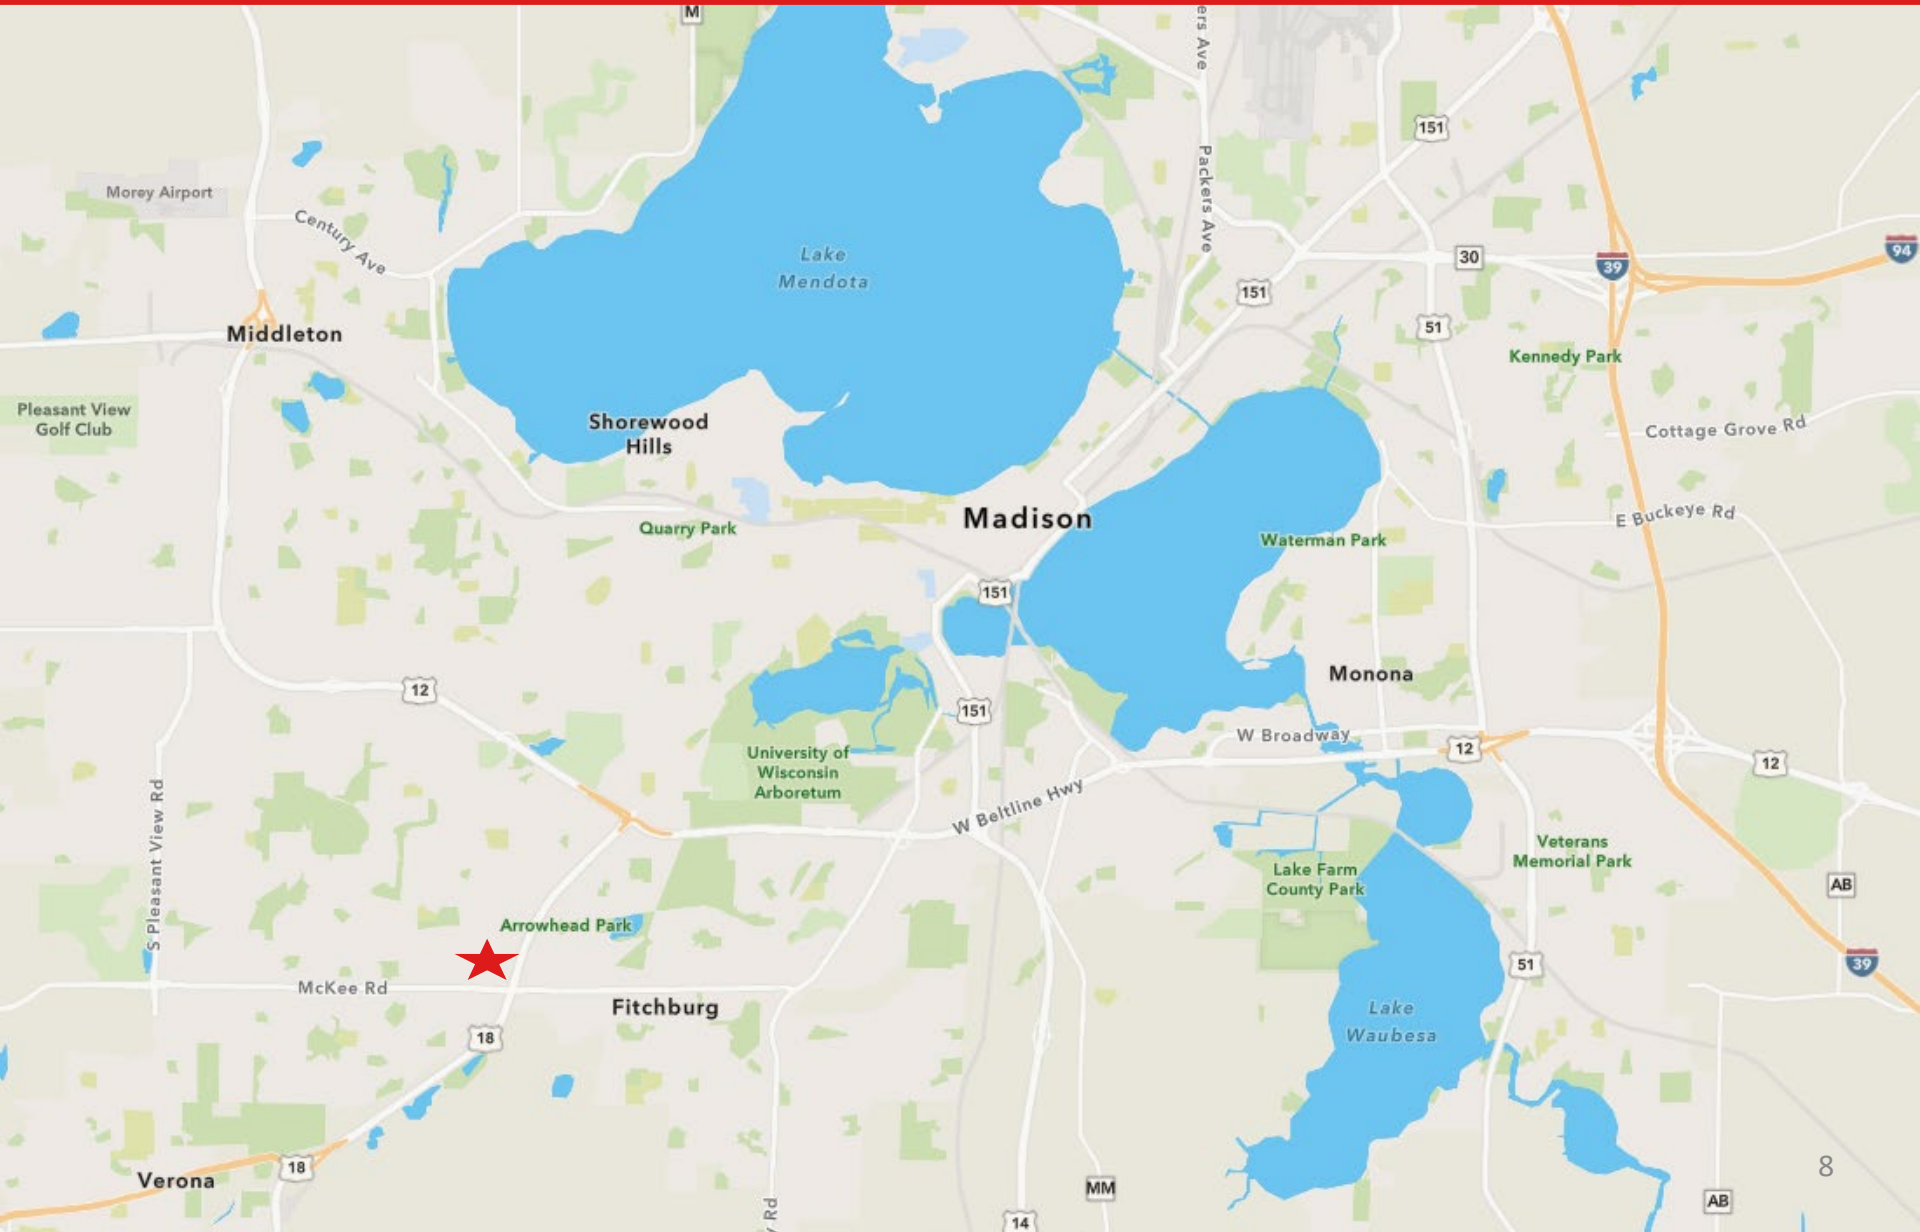 M
ers Ave
151
Morey Airport
Packers Ave
Century Ave
Lake
Mendota
30
94
39
151
51
Middleton
Kennedy Park
Pleasant View
Golf Club
Shorewood
Hills
Cottage Grove Rd
Quarry Park
Madison
E Buckeye Rd
Waterman Park
151
12
Monona
151
W Broadway
12
12
University of
Wisconsin
Arboretum
W Beltline Hwy
S Pleasant View Rd
Veterans
Memorial Park
Lake Farm
County Park
AB
Arrowhead Park
51
39
McKee Rd
Fitchburg
Lake
Waubesa
18
18
Verona
8
MM
AB
y Rd
14